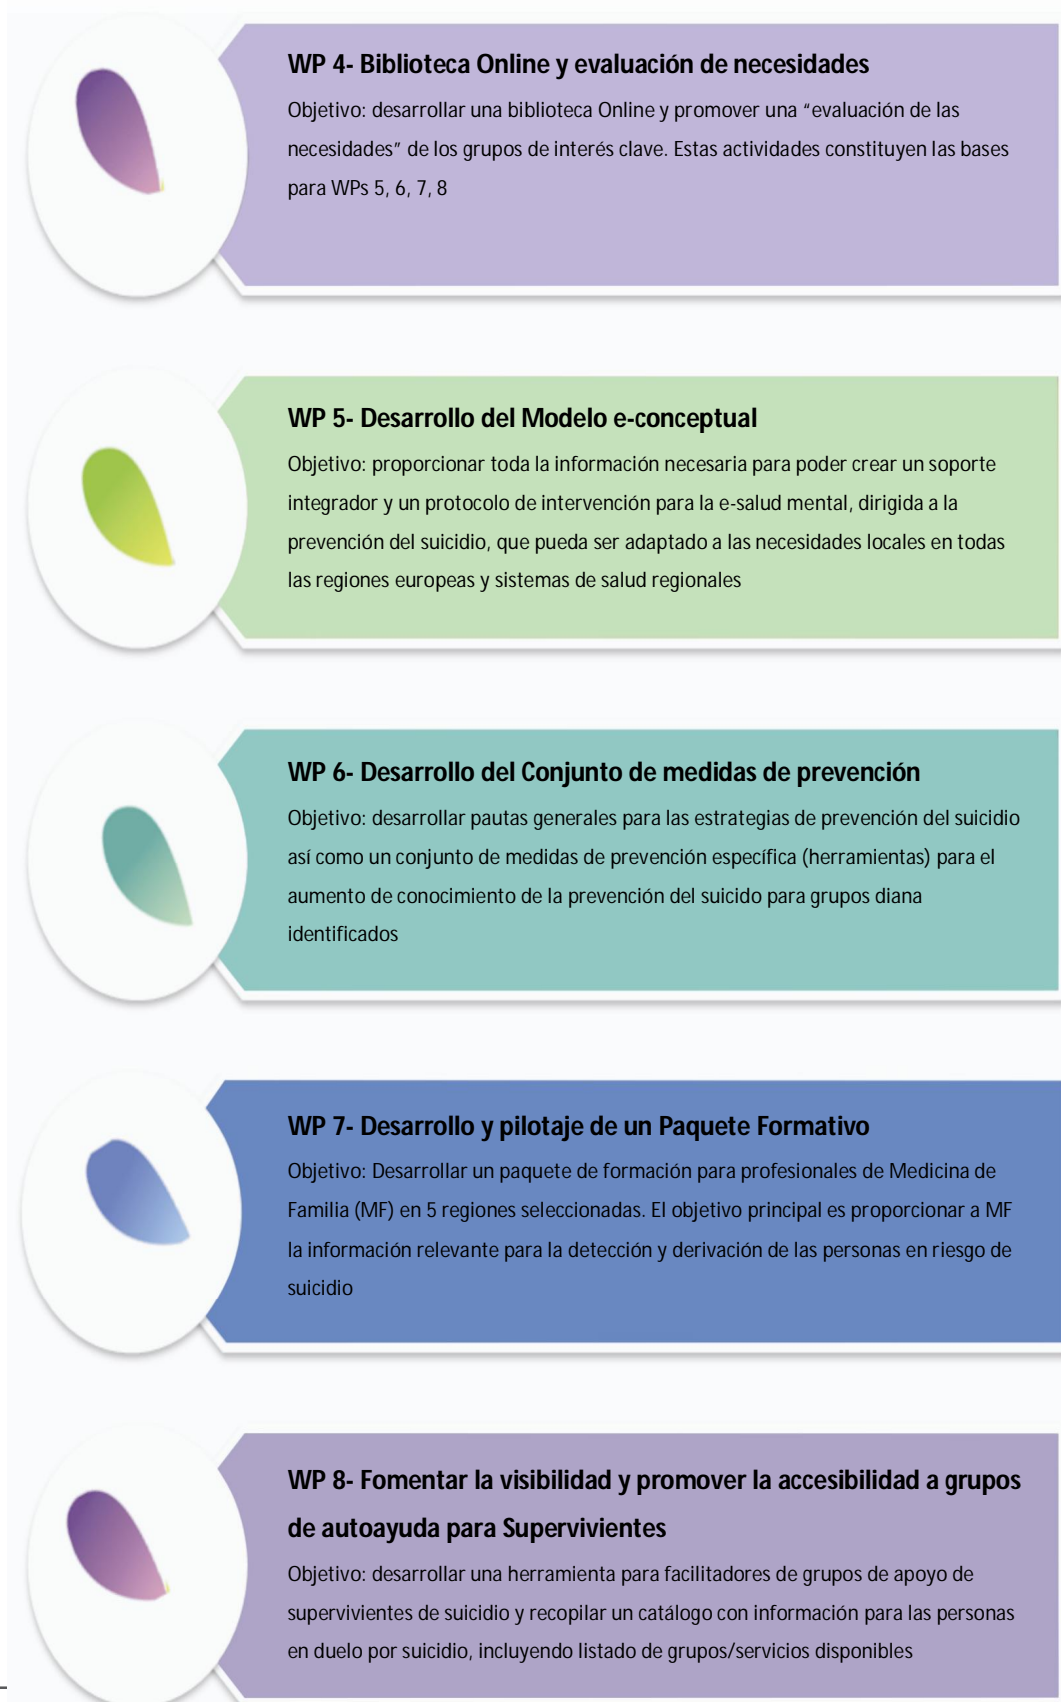 WP 4- Biblioteca Online y evaluación de necesidades
Objetivo: desarrollar una biblioteca Online y promover una “evaluación de las
necesidades” de los grupos de interés clave. Estas actividades constituyen las bases
para WPs 5, 6, 7, 8
WP 5- Desarrollo del Modelo e-conceptual
Objetivo: proporcionar toda la información necesaria para poder crear un soporte
integrador y un protocolo de intervención para la e-salud mental, dirigida a la
prevención del suicidio, que pueda ser adaptado a las necesidades locales en todas
las regiones europeas y sistemas de salud regionales
WP 6- Desarrollo del Conjunto de medidas de prevención
Objetivo: desarrollar pautas generales para las estrategias de prevención del suicidio
así como un conjunto de medidas de prevención específica (herramientas) para el
aumento de conocimiento de la prevención del suicido para grupos diana
identificados
WP 7- Desarrollo y pilotaje de un Paquete Formativo
Objetivo: Desarrollar un paquete de formación para profesionales de Medicina de
Familia (MF) en 5 regiones seleccionadas. El objetivo principal es proporcionar a MF
la información relevante para la detección y derivación de las personas en riesgo de
suicidio
WP 8- Fomentar la visibilidad y promover la accesibilidad a grupos
de autoayuda para Supervivientes
Objetivo: desarrollar una herramienta para facilitadores de grupos de apoyo de
supervivientes de suicidio y recopilar un catálogo con información para las personas
en duelo por suicidio, incluyendo listado de grupos/servicios disponibles